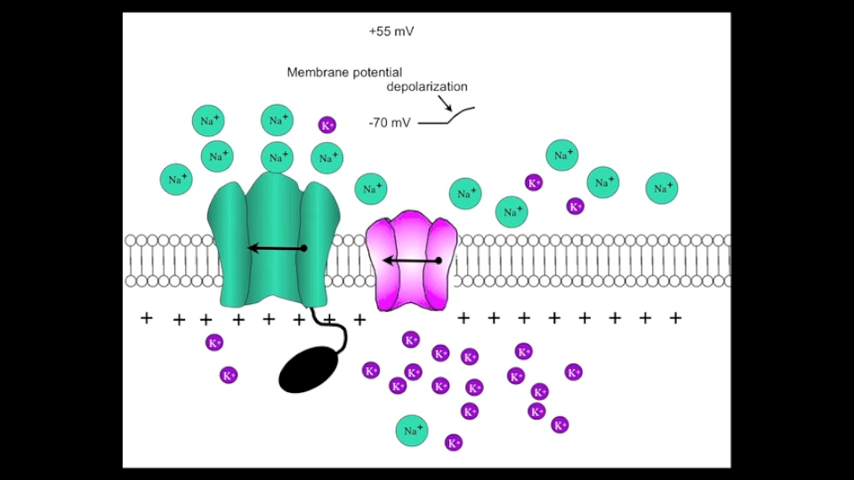 +55 mV
Membrane potential
depolarization
-70 mV
Na+ Na+ K+
Na+ Na+ Na+ Na+
Na+ Na+ Na+ K+ Na+ Na+
Na+ K+
+ + + + + + + + + + + + + + + +
K+ K+ K+ K+ K+
K+ K+ K+ K+ K+ K+ K+ K+ K+
K+ K+ K+
Na+ K+